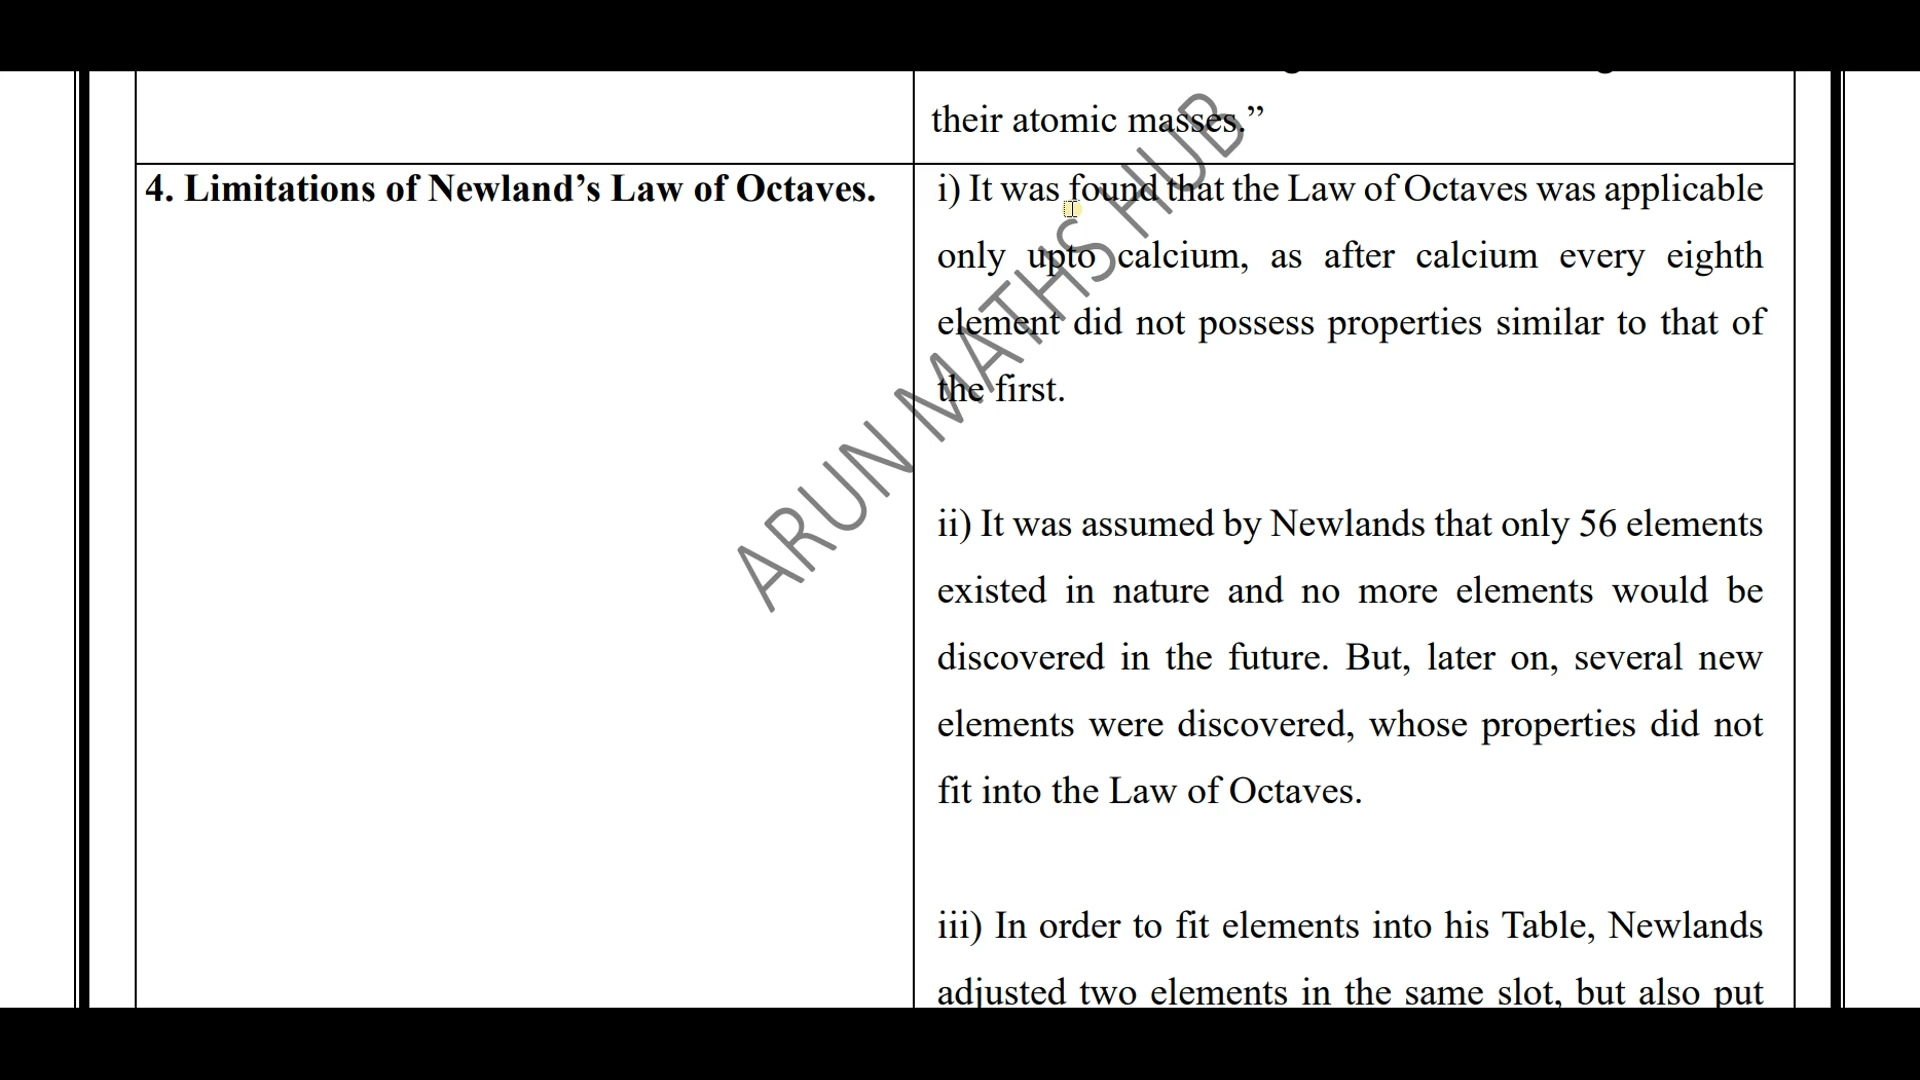 their atomic masses.”
4. Limitations of Newland’s Law of Octaves.
i) It was found that the Law of Octaves was applicable
only upto calcium, as after calcium every eighth
element did not possess properties similar to that of
the first.
ii) It was assumed by Newlands that only 56 elements
existed in nature and no more elements would be
discovered in the future. But, later on, several new
elements were discovered, whose properties did not
fit into the Law of Octaves.
iii) In order to fit elements into his Table, Newlands
adjusted two elements in the same slot, but also put
ARUN MATHS HUB